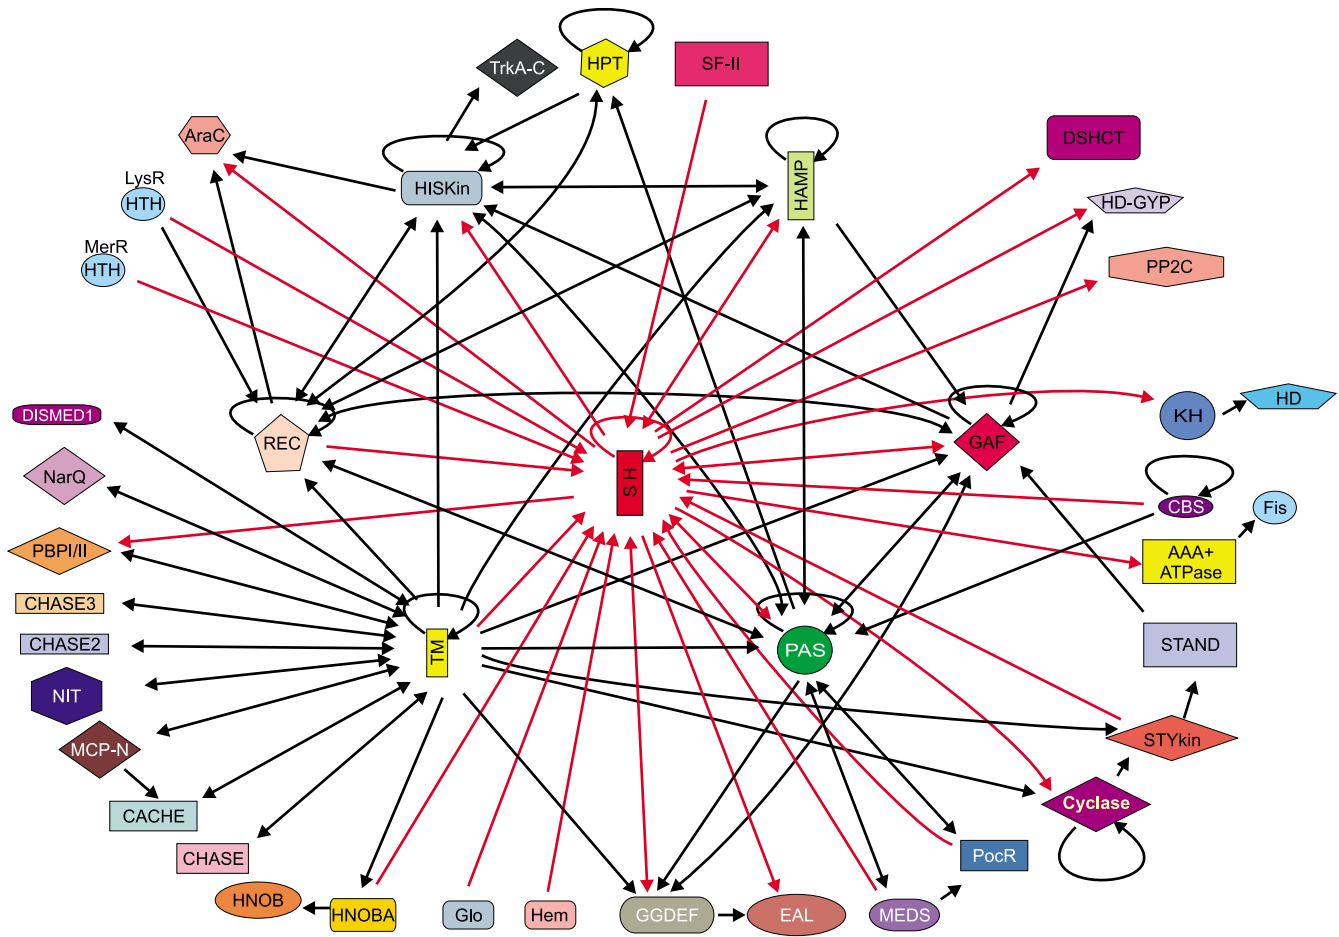 TrkA-C
HPT
SF-II
AraC
DSHCT
LysR
HTH
HISKin
HAMP
HD-GYP
MerR
HTH
PP2C
DISMED1
REC
GAF
KH
HD
NarQ
S H
CBS
Fis
PBPI/II
AAA+
ATPase
CHASE3
CHASE2
TM
PAS
STAND
NIT
MCP-N
STYkin
CACHE
Cyclase
CHASE
PocR
HNOB
HNOBA
Glo
Hem
GGDEF
EAL
MEDS